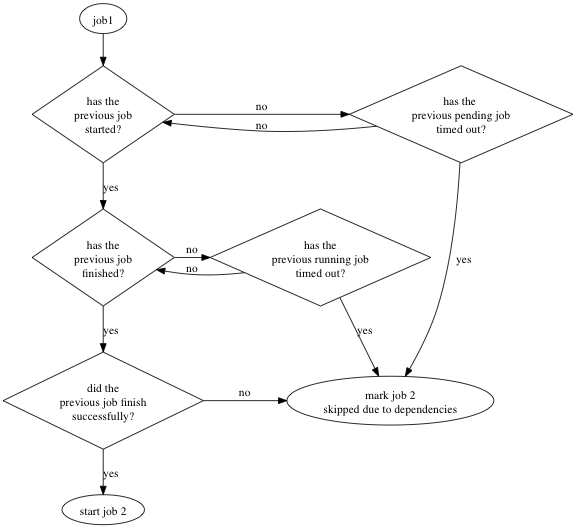 job1
has the
previous job
started?
no
no
has the
previous pending job
timed out?
yes
has the
previous job
finished?
no
no
has the
previous running job
timed out?
yes
yes
yes
did the
previous job finish
successfully?
no
mark job 2
skipped due to dependencies
yes
start job 2